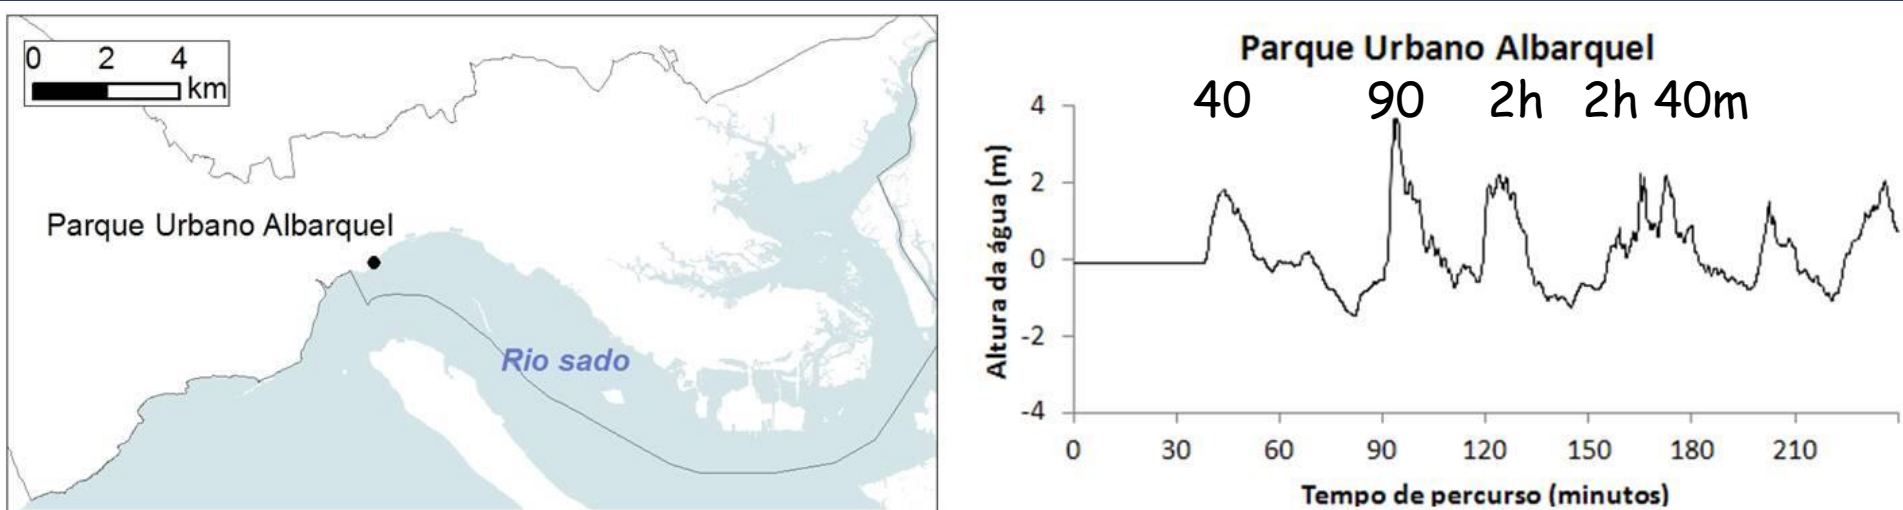 0 2 4
km
Parque Urbano Albarquel
Rio sado
Parque Urbano Albarquel
40 90 2h 2h 40m
Altura da água (m)
4
2
0
-2
-4
0 30 60 90 120 150 180 210
Tempo de percurso (minutos)